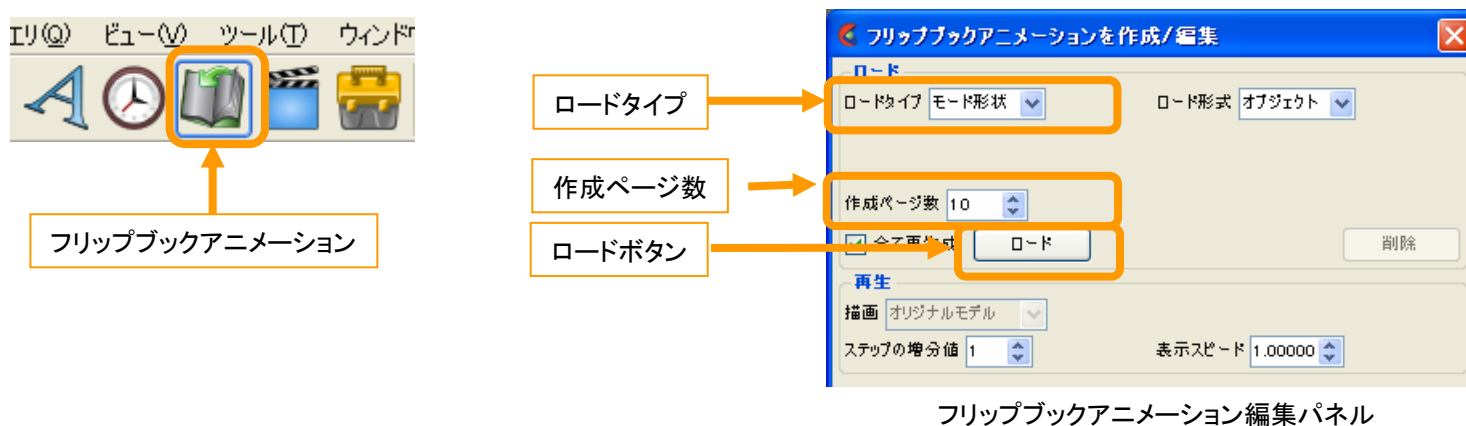 エリ(Q) ビュー(V) ツール(T) ウィンドウ
フリップブックアニメーション
ロードタイプ
作成ページ数
ロードボタン
フリップブックアニメーションを作成/編集
ロード
ロードタイプ モード形状 ロード形式 オブジェクト
作成ページ数 10
全て再作成 ロード 削除
再生
描画 オリジナルモデル
ステップの増分値 1 表示スピード 1.00000
フリップブックアニメーション編集パネル